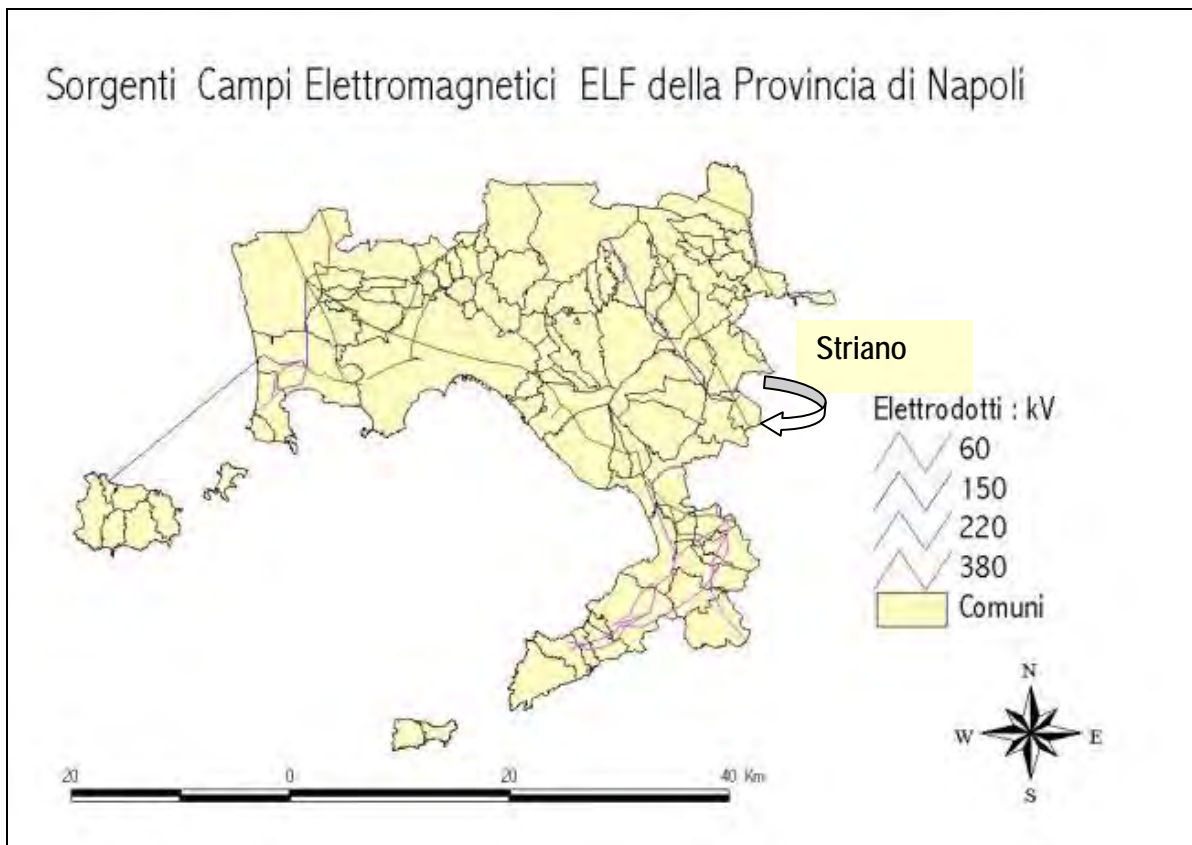 Sorgenti Campi Elettromagnetici ELF della Provincia di Napoli
Striano
Elettrodotti : kV
60
150
220
380
Comuni
N
W E
S
20 0 20 40 Km